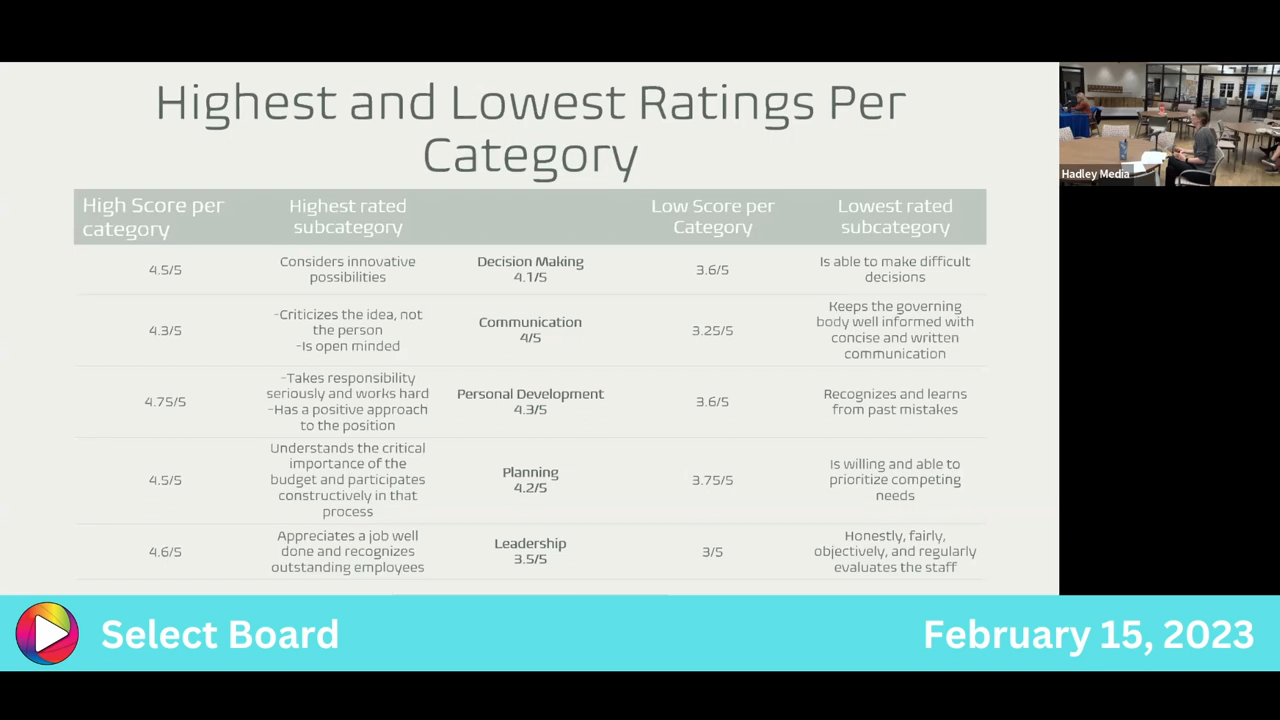 Highest and Lowest Ratings Per
Category
Hadley Media
High Score per
category
Highest rated
subcategory
Low Score per
Category
Lowest rated
subcategory
4.5/5
Considers innovative
possibilities
Decision Making
4.1/5
3.6/5
Is able to make difficult
decisions
4.3/5
-Criticizes the idea, not
the person
-Is open minded
Communication
4/5
3.25/5
Keeps the governing
body well informed with
concise and written
communication
4.75/5
-Takes responsibility
seriously and works hard
-Has a positive approach
to the position
Personal Development
4.3/5
3.6/5
Recognizes and learns
from past mistakes
4.5/5
Understands the critical
importance of the
budget and participates
constructively in that
process
Planning
4.2/5
3.75/5
Is willing and able to
prioritize competing
needs
4.6/5
Appreciates a job well
done and recognizes
outstanding employees
Leadership
3.5/5
3/5
Honestly, fairly,
objectively, and regularly
evaluates the staff
Select Board
February 15, 2023